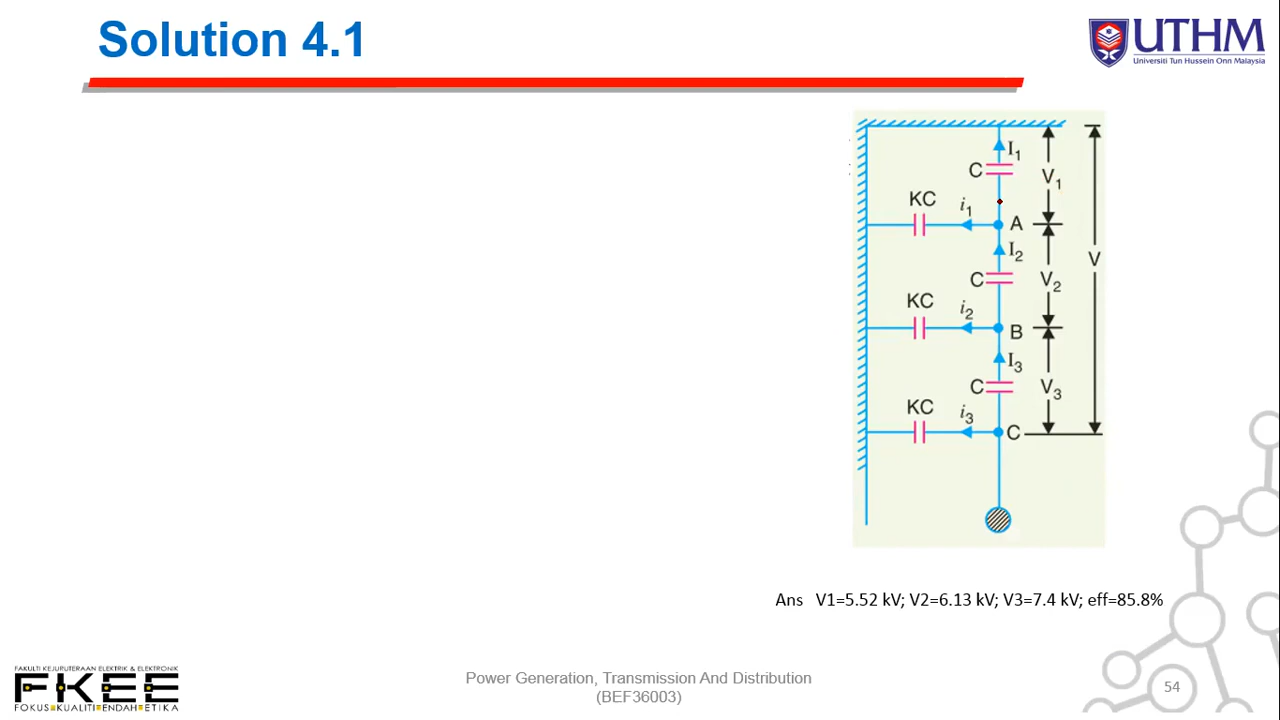 Solution 4.1
UTHM
Universiti Tun Hussein Onn Malaysia
I1
C
V1
KC
i1
A
I2
V
C
V2
KC
i2
B
I3
C
V3
KC
i3
C
Ans V1=5.52 kV; V2=6.13 kV; V3=7.4 kV; eff=85.8%
FAKULTI KEJURUTERAAN ELEKTRIK & ELEKTRONIK
FKEE
FOKUS KUALITI ENDAH ETIKA
Power Generation, Transmission And Distribution
(BEF36003)
54